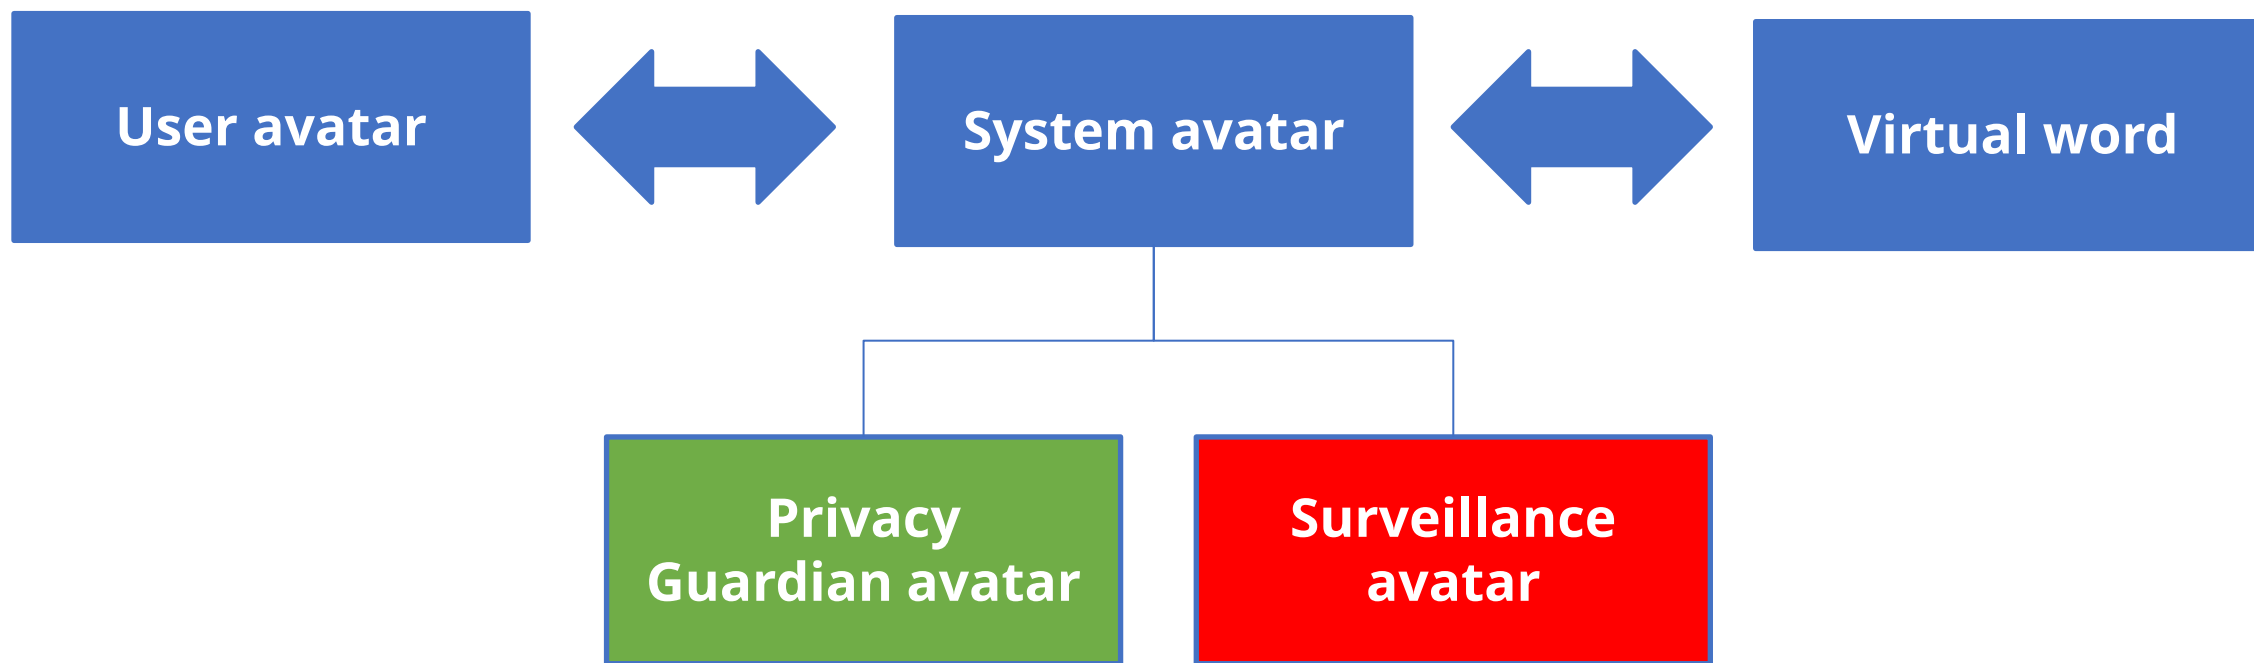 User avatar
System avatar
Virtual word
Privacy
Guardian avatar
Surveillance
avatar